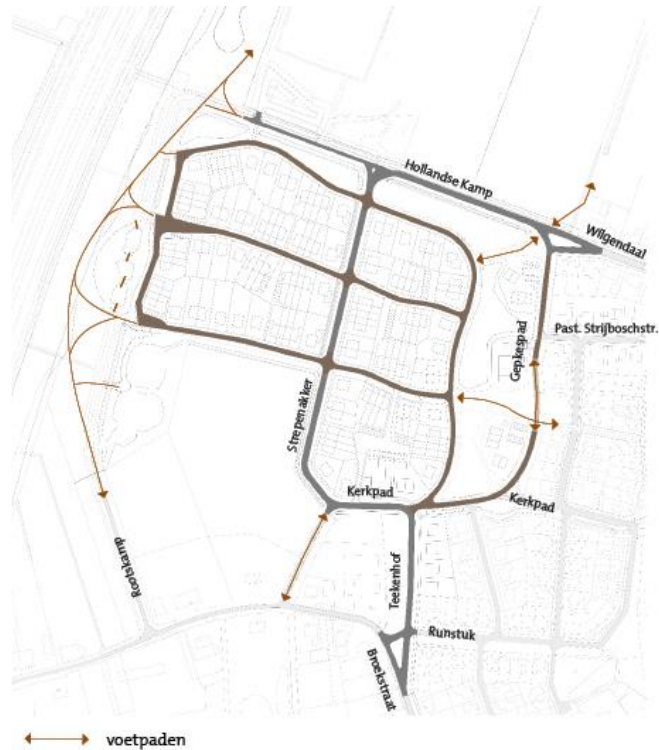 Hollandse Kamp
Wilgendaal
Past. Strijboschstr.
Gepkespad
Strepenakker
Kerkpad
Kerkpad
Rootskamp
Teekenhof
Runstuk
Broekstraat
voetpaden